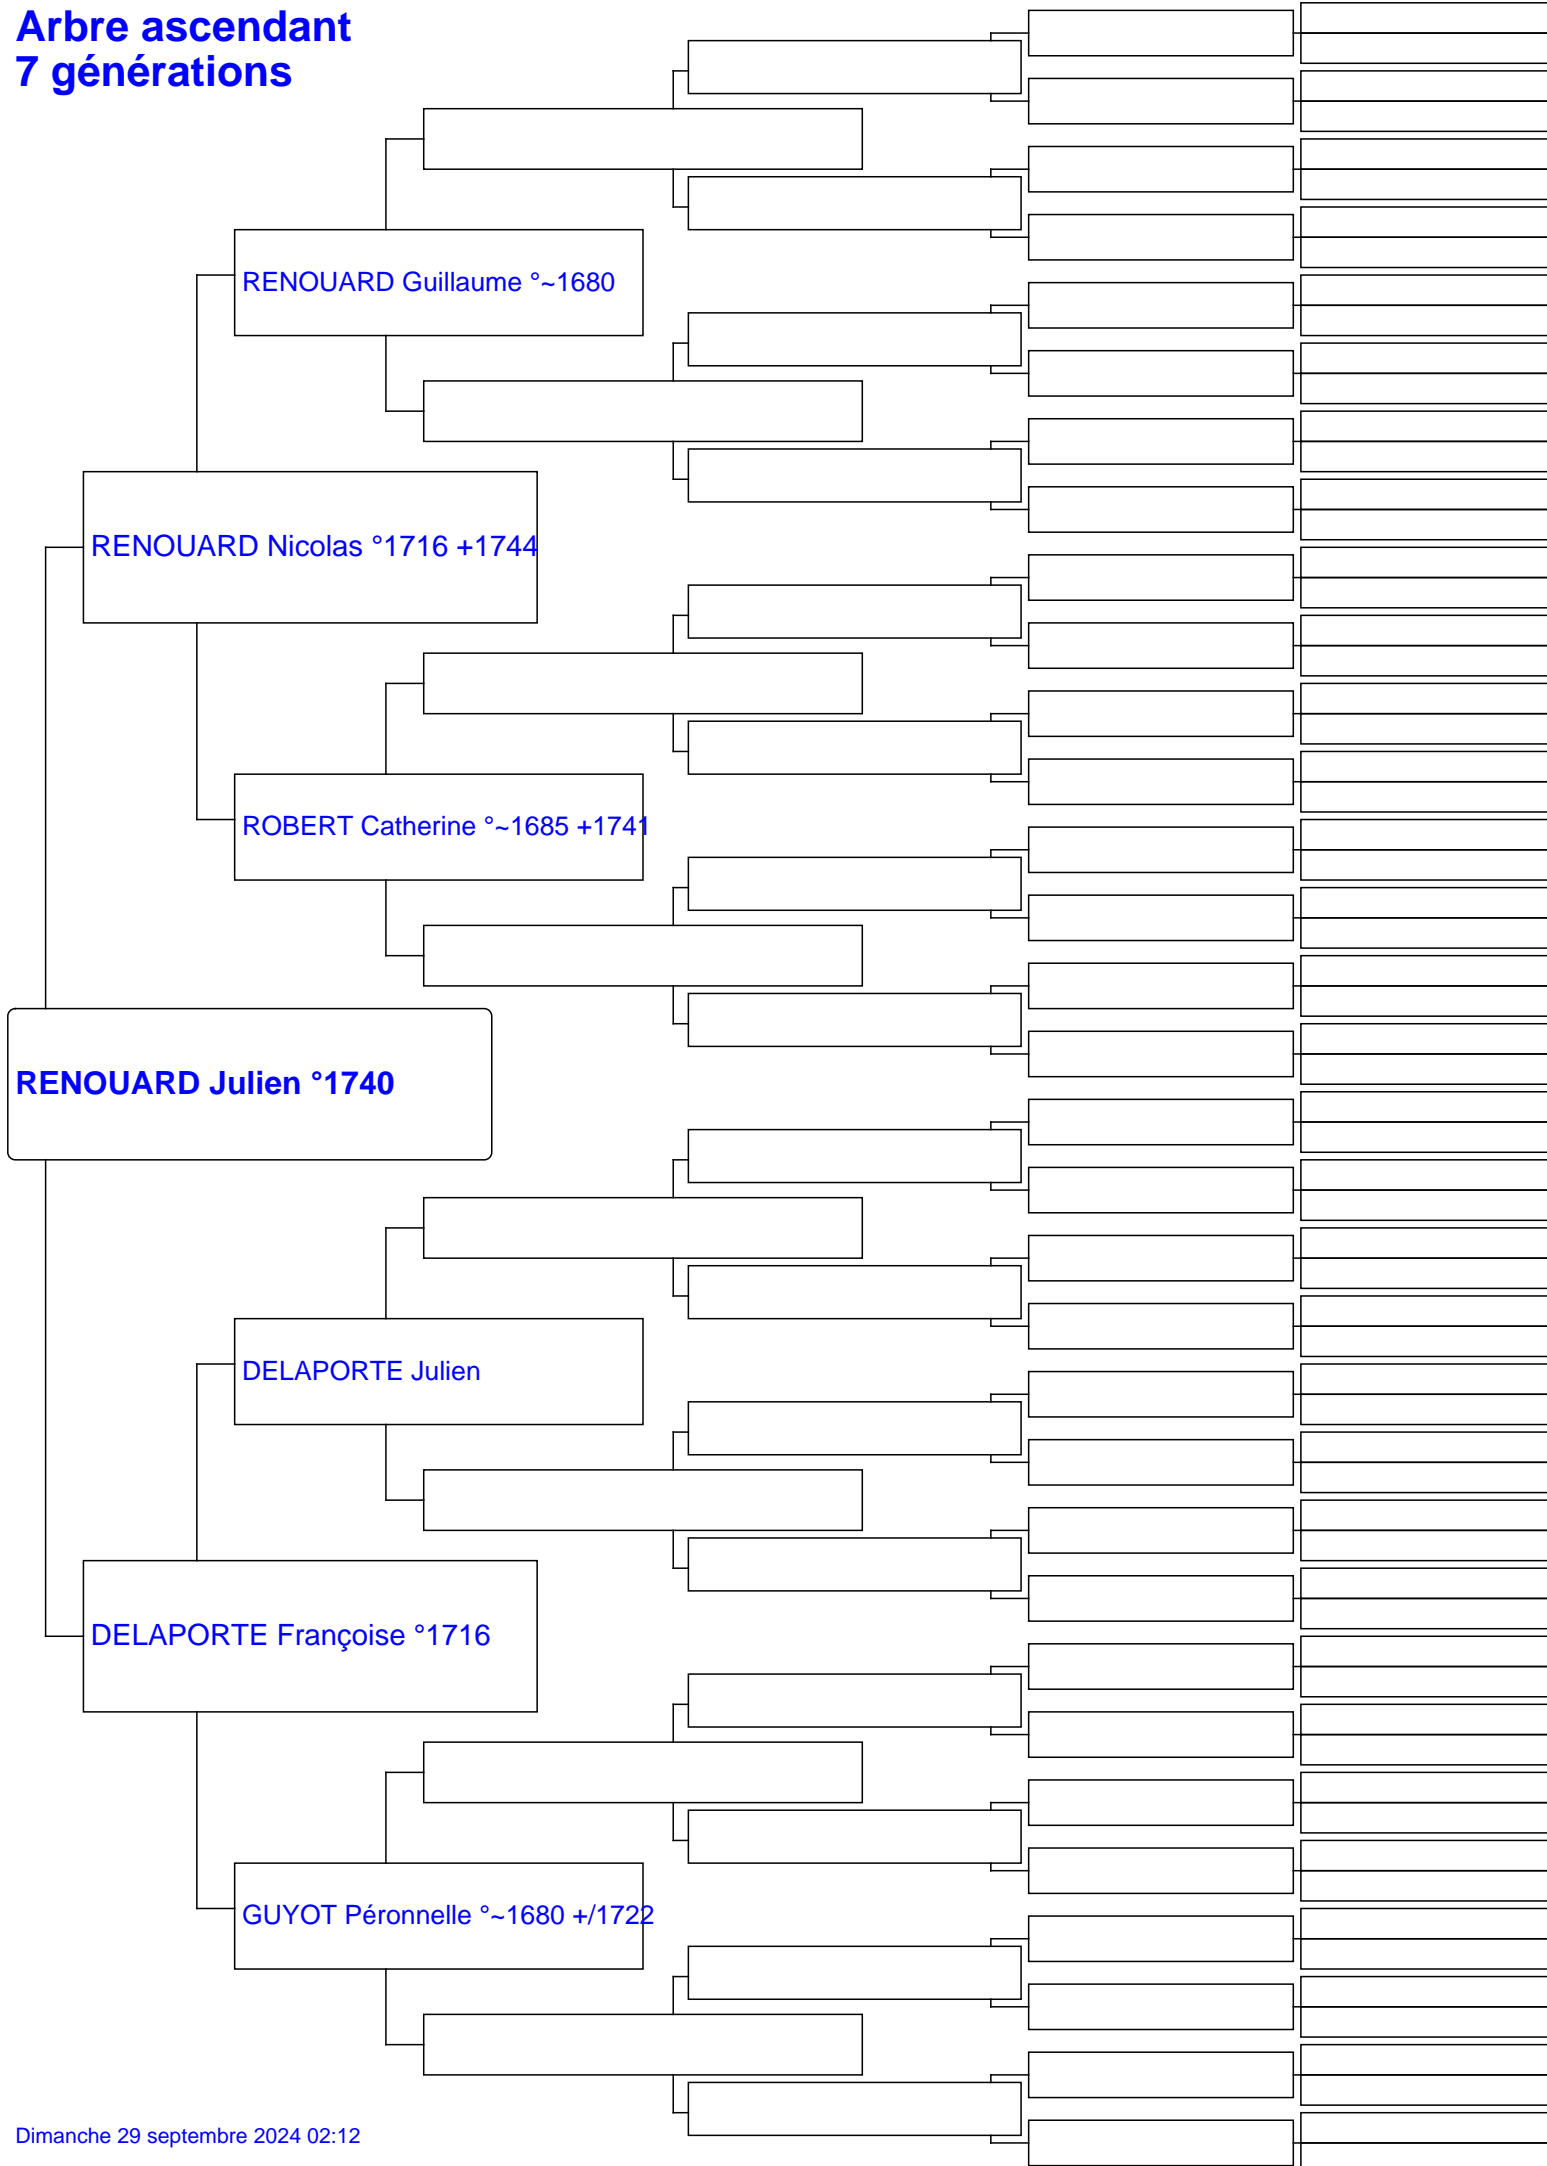 Arbre ascendant
7 générations
RENOUARD Guillaume °~1680
RENOUARD Nicolas °1716 +1744
ROBERT Catherine °~1685 +1741
RENOUARD Julien °1740
DELAPORTE Julien
DELAPORTE Françoise °1716
GUYOT Péronnelle °~1680 +/1722
Dimanche 29 septembre 2024 02:12